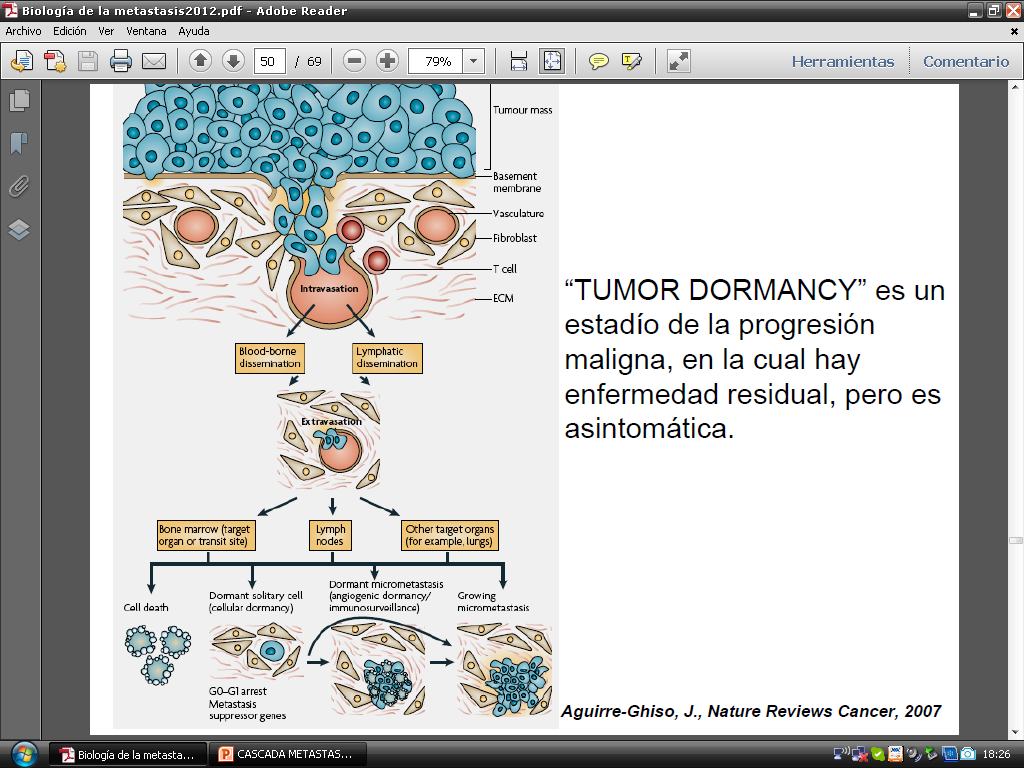 Biología de la metastasis2012.pdf - Adobe Reader
Archivo Edición Ver Ventana Ayuda
50 / 69 79% Herramientas Comentario
Tumour mass
Basement
membrane
Vasculature
Fibroblast
T cell
ECM
Intravasation
Blood-borne
dissemination
Lymphatic
dissemination
Extravasation
Bone marrow (target
organ or transit site)
Lymph
nodes
Other target organs
(for example, lungs)
Cell death
Dormant solitary cell
(cellular dormancy)
Dormant micrometastasis
(angiogenic dormancy/
immunosurveillance)
Growing
micrometastasis
G0–G1 arrest
Metastasis
suppressor genes
“TUMOR DORMANCY” es un
estadío de la progresión
maligna, en la cual hay
enfermedad residual, pero es
asintomática.
Aguirre-Ghiso, J., Nature Reviews Cancer, 2007
Biología de la metasta...
CASCADA METASTAS...
18:26